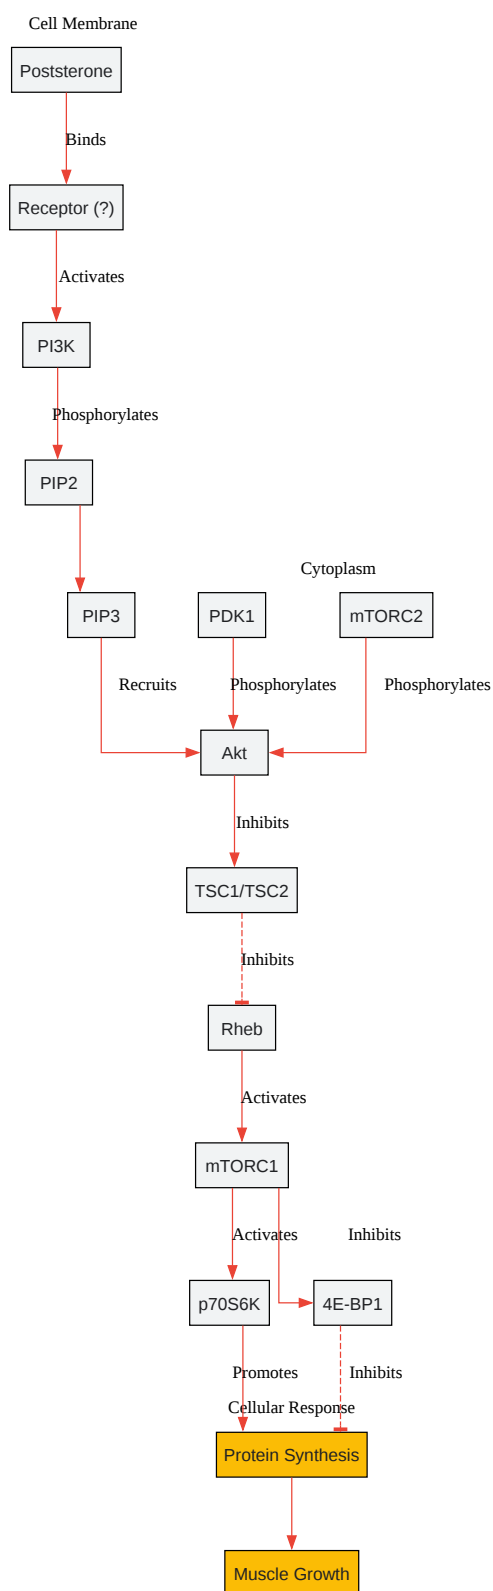 Cell Membrane
Poststerone
Binds
Receptor (?)
Activates
PI3K
Phosphorylates
PIP2
Cytoplasm
PIP3
PDK1
mTORC2
Recruits
Phosphorylates
Phosphorylates
Akt
Inhibits
TSC1/TSC2
Inhibits
Rheb
Activates
mTORC1
Activates
Inhibits
p70S6K
4E-BP1
Promotes
Inhibits
Cellular Response
Protein Synthesis
Muscle Growth